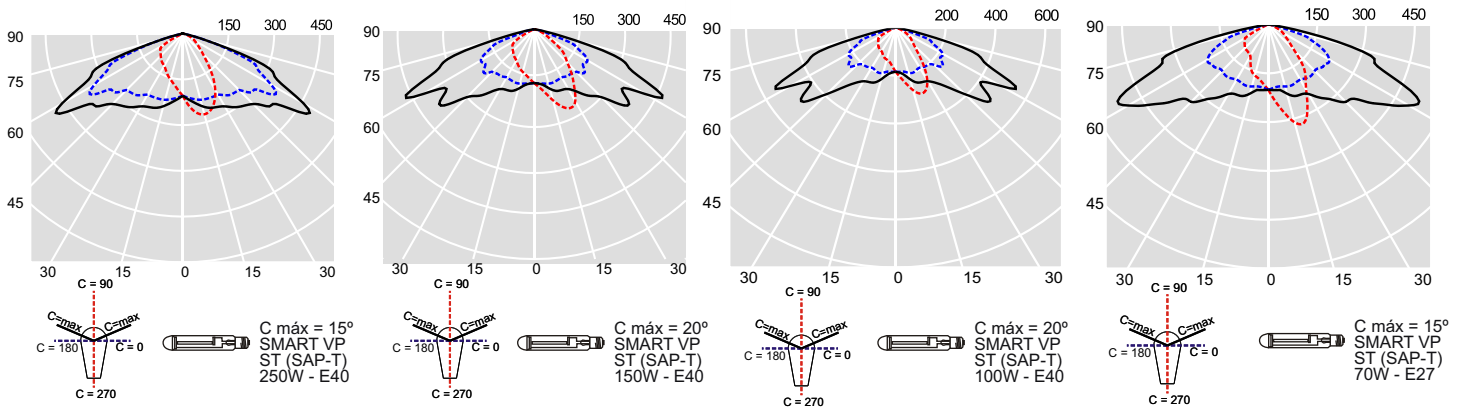 150 300 450
90
75
60
45
30 15 0 15 30
C = 90
C=max C=max
C = 180 C = 0
C = 270
C máx = 15º
SMART VP
ST (SAP-T)
250W - E40
150 300 450
90
75
60
45
30 15 0 15 30
C = 90
C=max C=max
C = 180 C = 0
C = 270
C máx = 20º
SMART VP
ST (SAP-T)
150W - E40
200 400 600
90
75
60
45
30 15 0 15 30
C = 90
C=max C=max
C = 180 C = 0
C = 270
C máx = 20º
SMART VP
ST (SAP-T)
100W - E40
150 300 450
90
75
60
45
30 15 0 15 30
C = 90
C=max C=max
C = 180 C = 0
C = 270
C máx = 15º
SMART VP
ST (SAP-T)
70W - E27